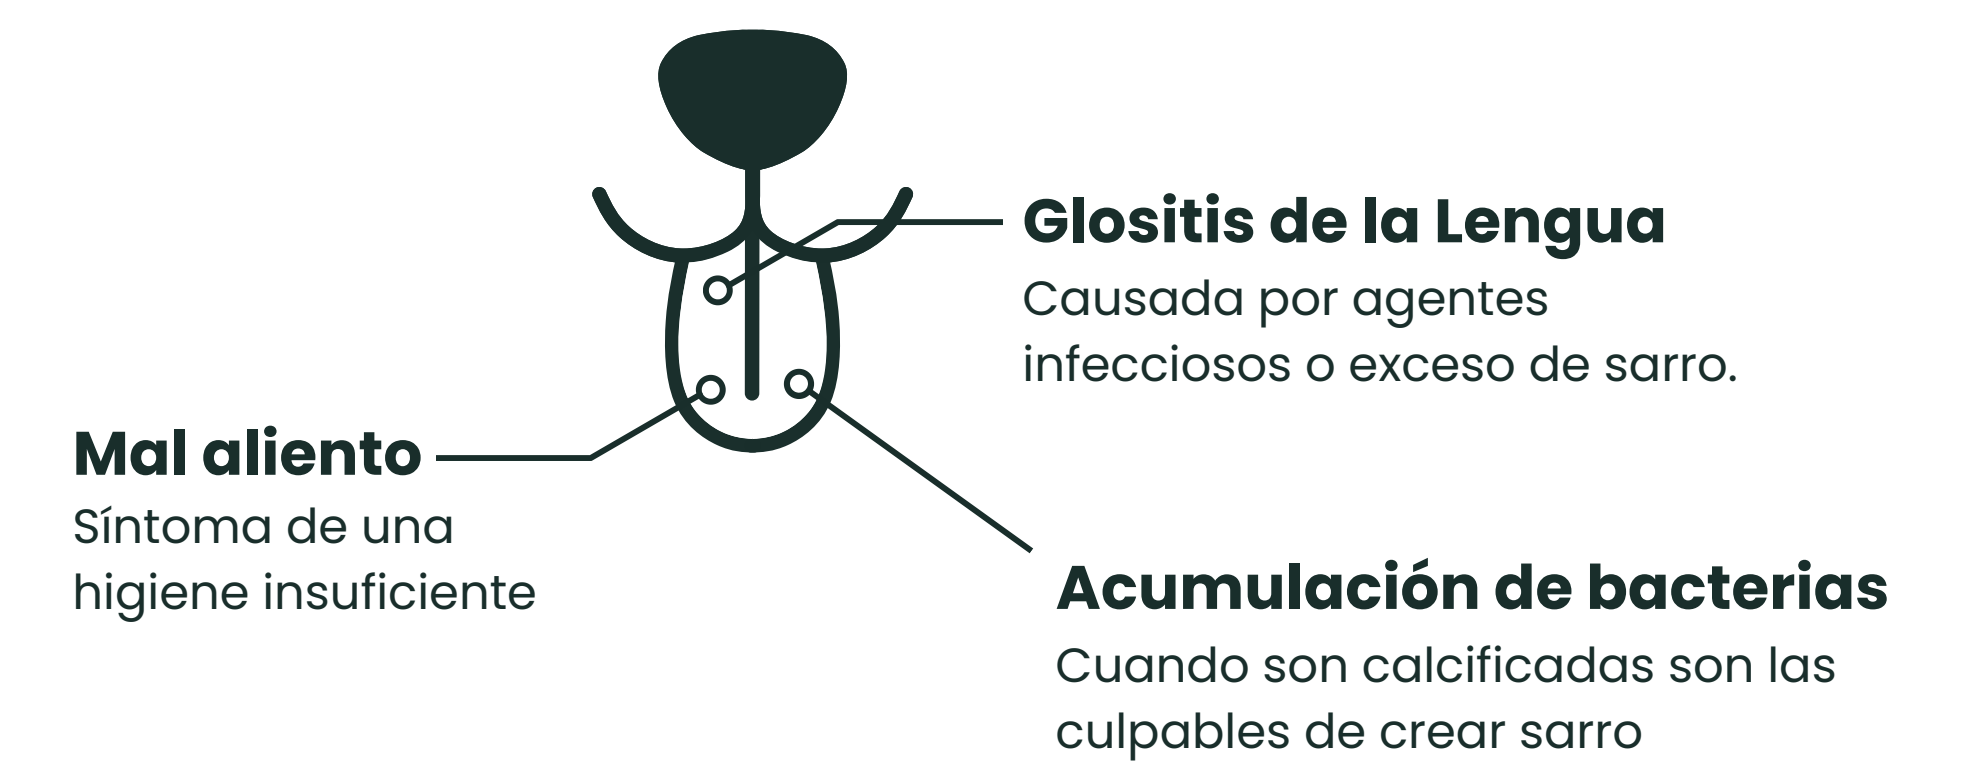 Glositis de la Lengua
Causada por agentes
infecciosos o exceso de sarro.
Mal aliento
Síntoma de una
higiene insuficiente
Acumulación de bacterias
Cuando son calcificadas son las
culpables de crear sarro